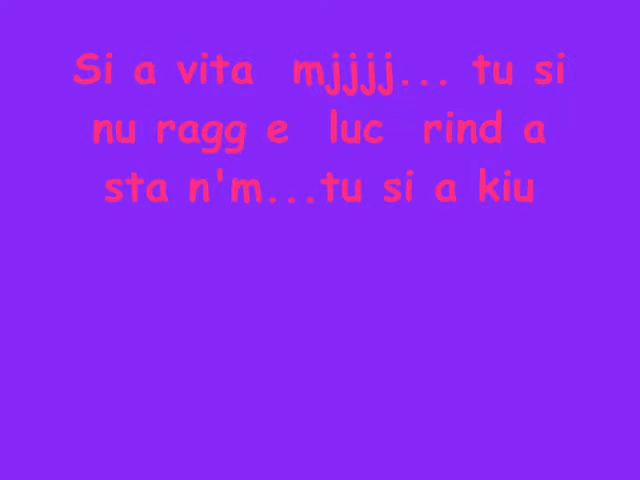 Si a vita mjjjj... tu si
nu ragg e luc rind a
sta n'm...tu si a kiu